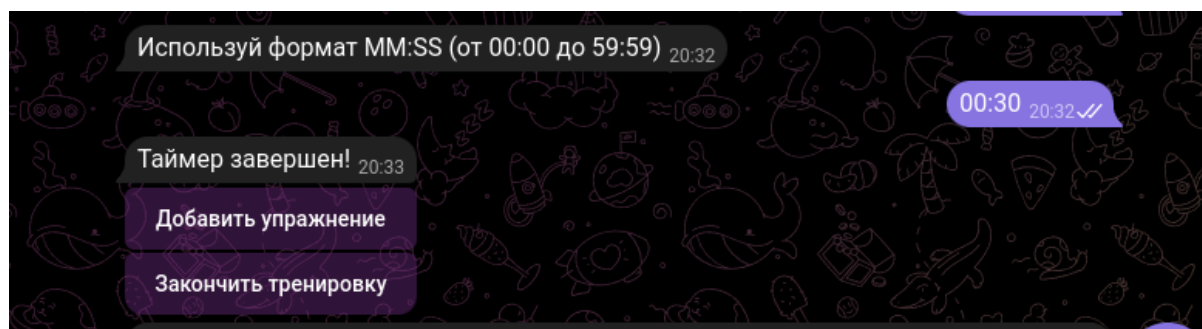 Используй формат MM:SS (от 00:00 до 59:59) 20:32
00:30 20:32
Таймер завершен! 20:33
Добавить упражнение
Закончить тренировку